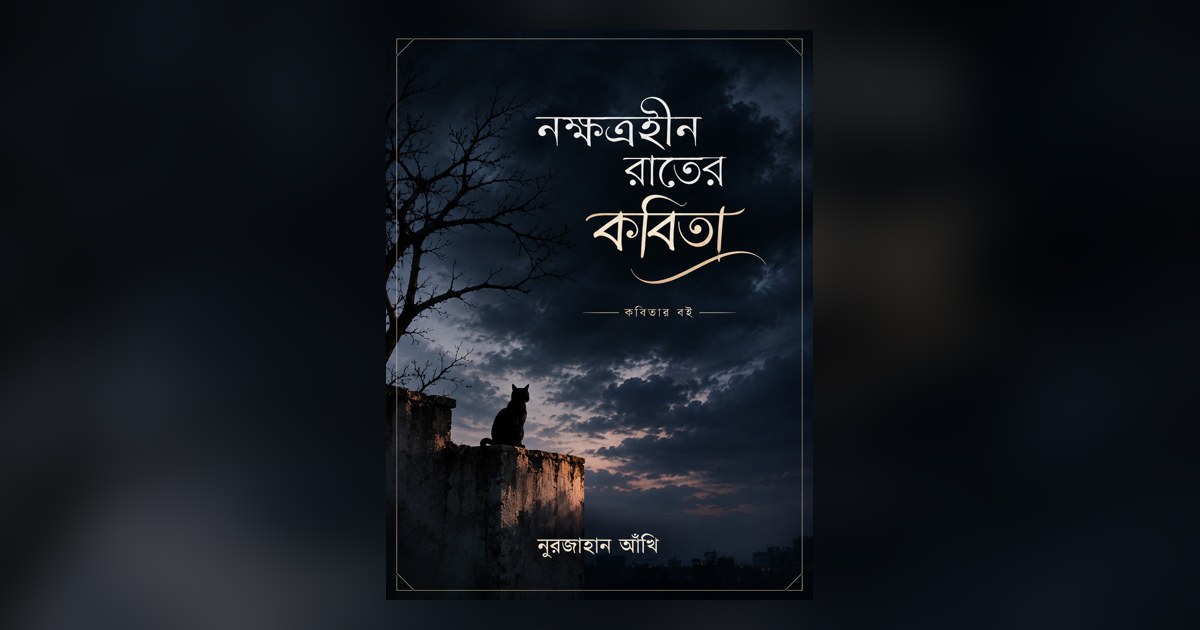 নক্ষত্রহীন
রাতের
কবিতা
কবিতার বই
নুরজাহান আঁখি